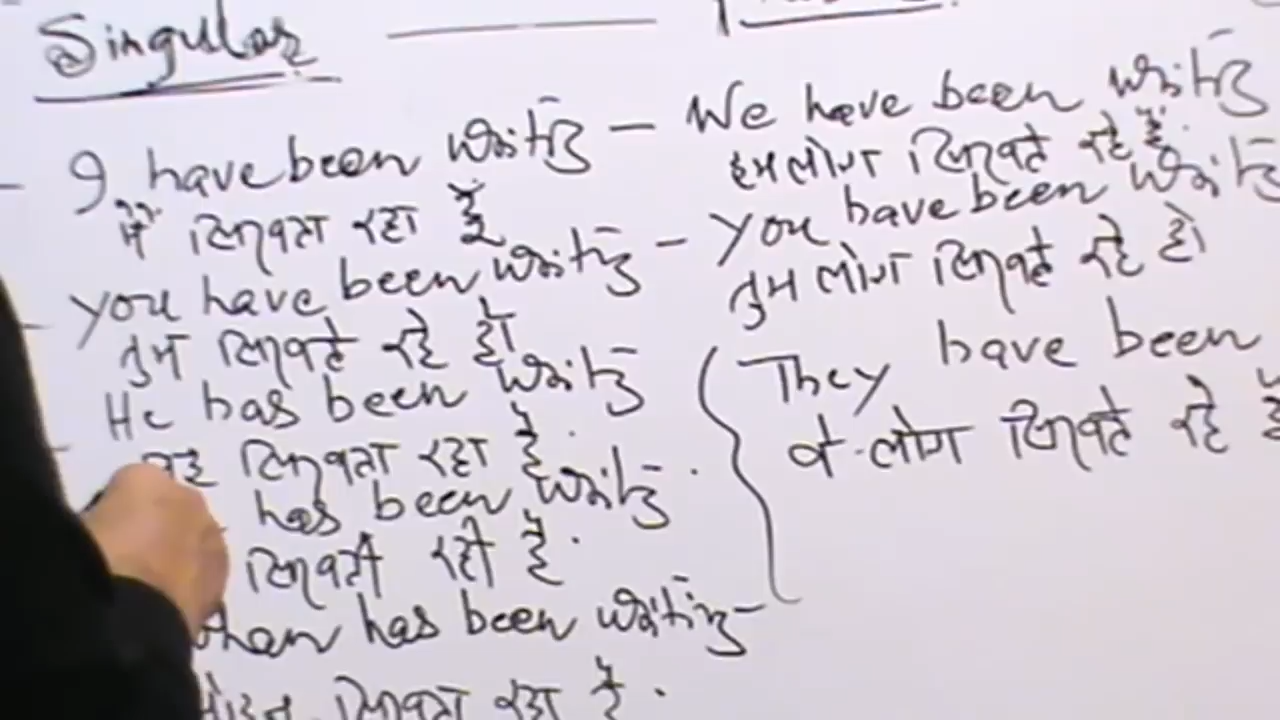 Singular
I have been writing – We have been writing
मैं लिखता रहा हूँ हम लोग लिखते रहे हैं.
you have been writing – you have been writing
तुम लिखते रहे हो तुम लोग लिखते रहे हो
He has been writing They have been
वह लिखता रहा है. वे लोग लिखते रहे हैं
has been writing.
लिखती रही है.
has been writing –
लिखता रहा है.